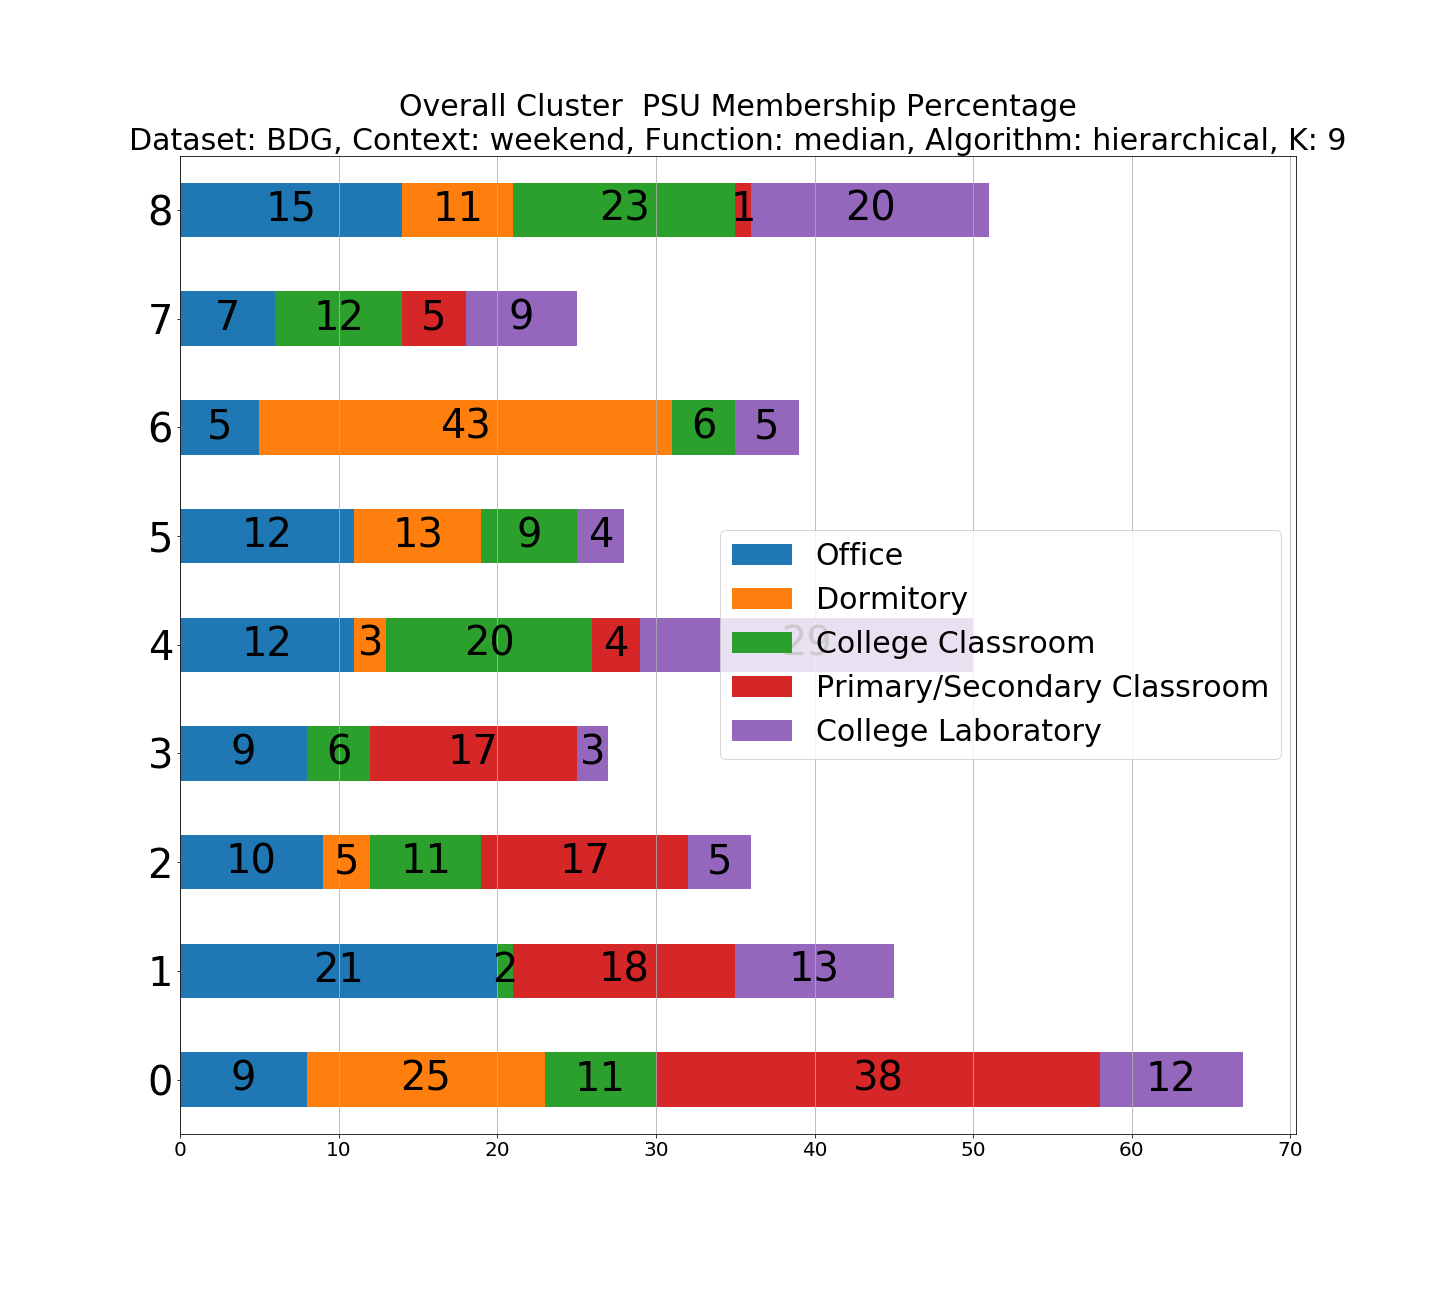 Overall Cluster  PSU Membership Percentage
Dataset: BDG, Context: weekend, Function: median, Algorithm: hierarchical, K: 9
8 15 11 23 1 20
7 7 12 5 9
6 5 43 6 5
5 12 13 9 4
4 12 3 20 4 29
3 9 6 17 3
2 10 5 11 17 5
1 21 2 18 13
0 9 25 11 38 12
Office
Dormitory
College Classroom
Primary/Secondary Classroom
College Laboratory
0 10 20 30 40 50 60 70